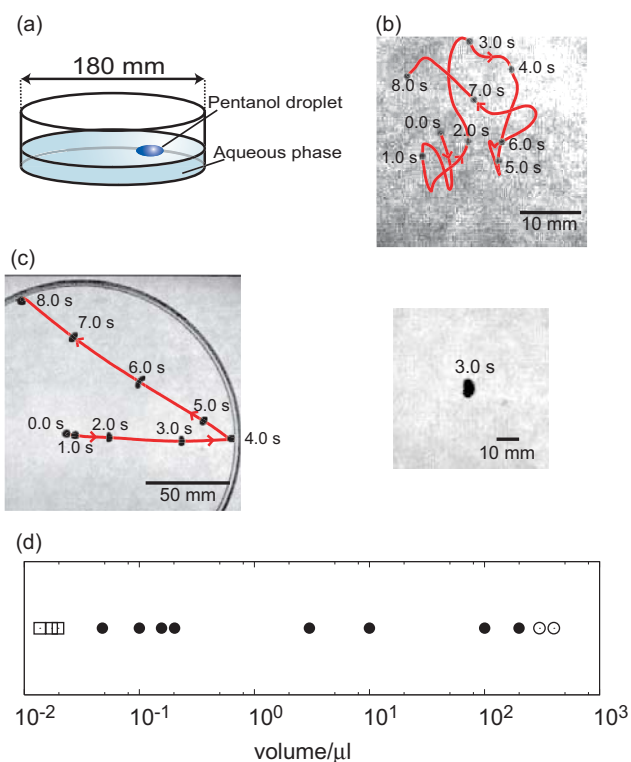 (a)
180 mm
Pentanol droplet
Aqueous phase
(b)
3.0 s
4.0 s
8.0 s
7.0 s
0.0 s
2.0 s
1.0 s
6.0 s
5.0 s
10 mm
(c)
8.0 s
7.0 s
6.0 s
5.0 s
0.0 s
2.0 s
3.0 s
4.0 s
1.0 s
50 mm
3.0 s
10 mm
(d)
10⁻² 10⁻¹ 10⁰ 10¹ 10² 10³
volume/μl